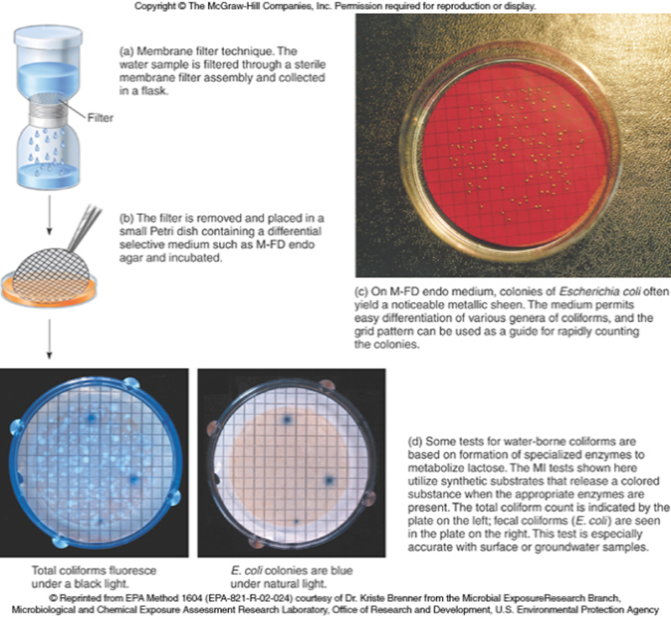 Copyright © The McGraw-Hill Companies, Inc. Permission required for reproduction or display.
(a) Membrane filter technique. The
water sample is filtered through a sterile
membrane filter assembly and collected
in a flask.
Filter
(b) The filter is removed and placed in a
small Petri dish containing a differential
selective medium such as M-FD endo
agar and incubated.
(c) On M-FD endo medium, colonies of Escherichia coli often
yield a noticeable metallic sheen. The medium permits
easy differentiation of various genera of coliforms, and the
grid pattern can be used as a guide for rapidly counting
the colonies.
(d) Some tests for water-borne coliforms are
based on formation of specialized enzymes to
metabolize lactose. The MI tests shown here
utilize synthetic substrates that release a colored
substance when the appropriate enzymes are
present. The total coliform count is indicated by the
plate on the left; fecal coliforms (E. coli) are seen
in the plate on the right. This test is especially
accurate with surface or groundwater samples.
Total coliforms fluoresce
under a black light.
E. coli colonies are blue
under natural light.
© Reprinted from EPA Method 1604 (EPA-821-R-02-024) courtesy of Dr. Kriste Brenner from the Microbial ExposureResearch Branch,
Microbiological and Chemical Exposure Assessment Research Laboratory, Office of Research and Development, U.S. Environmental Protection Agency